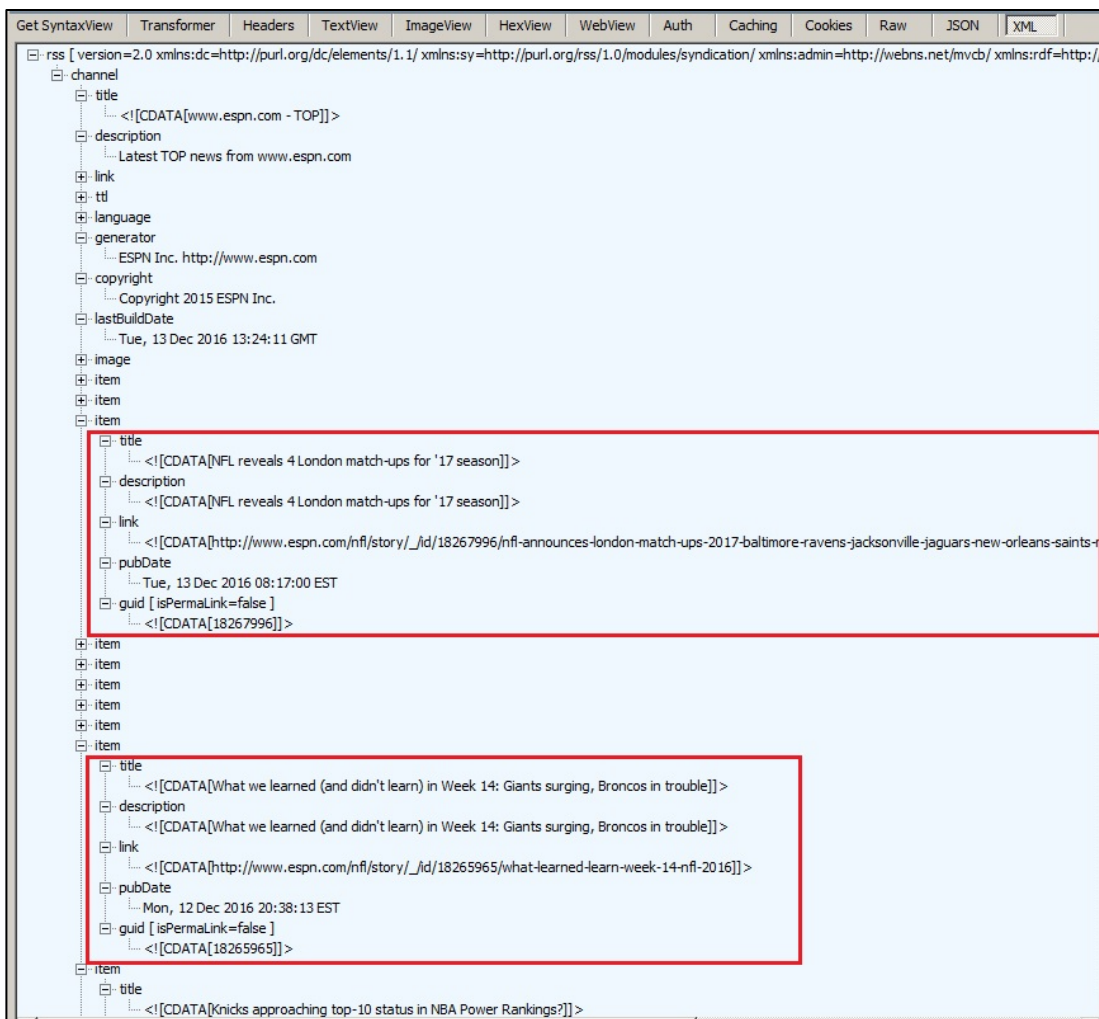 Get SyntaxView Transformer Headers TextView ImageView HexView WebView Auth Caching Cookies Raw JSON XML
rss [ version=2.0 xmlns:dc=http://purl.org/dc/elements/1.1/ xmlns:sy=http://purl.org/rss/1.0/modules/syndication/ xmlns:admin=http://webns.net/mvcb/ xmlns:rdf=http:/
channel
title
<![CDATA[www.espn.com - TOP]]>
description
Latest TOP news from www.espn.com
link
ttl
language
generator
ESPN Inc. http://www.espn.com
copyright
Copyright 2015 ESPN Inc.
lastBuildDate
Tue, 13 Dec 2016 13:24:11 GMT
image
item
item
item
title
<![CDATA[NFL reveals 4 London match-ups for '17 season]]>
description
<![CDATA[NFL reveals 4 London match-ups for '17 season]]>
link
<![CDATA[http://www.espn.com/nfl/story/_/id/18267996/nfl-announces-london-match-ups-2017-baltimore-ravens-jacksonville-jaguars-new-orleans-saints-
pubDate
Tue, 13 Dec 2016 08:17:00 EST
guid [ isPermaLink=false ]
<![CDATA[18267996]]>
item
item
item
item
item
item
title
<![CDATA[What we learned (and didn't learn) in Week 14: Giants surging, Broncos in trouble]]>
description
<![CDATA[What we learned (and didn't learn) in Week 14: Giants surging, Broncos in trouble]]>
link
<![CDATA[http://www.espn.com/nfl/story/_/id/18265965/what-learned-learn-week-14-nfl-2016]]>
pubDate
Mon, 12 Dec 2016 20:38:13 EST
guid [ isPermaLink=false ]
<![CDATA[18265965]]>
item
title
<![CDATA[Knicks approaching top-10 status in NBA Power Rankings?]]>